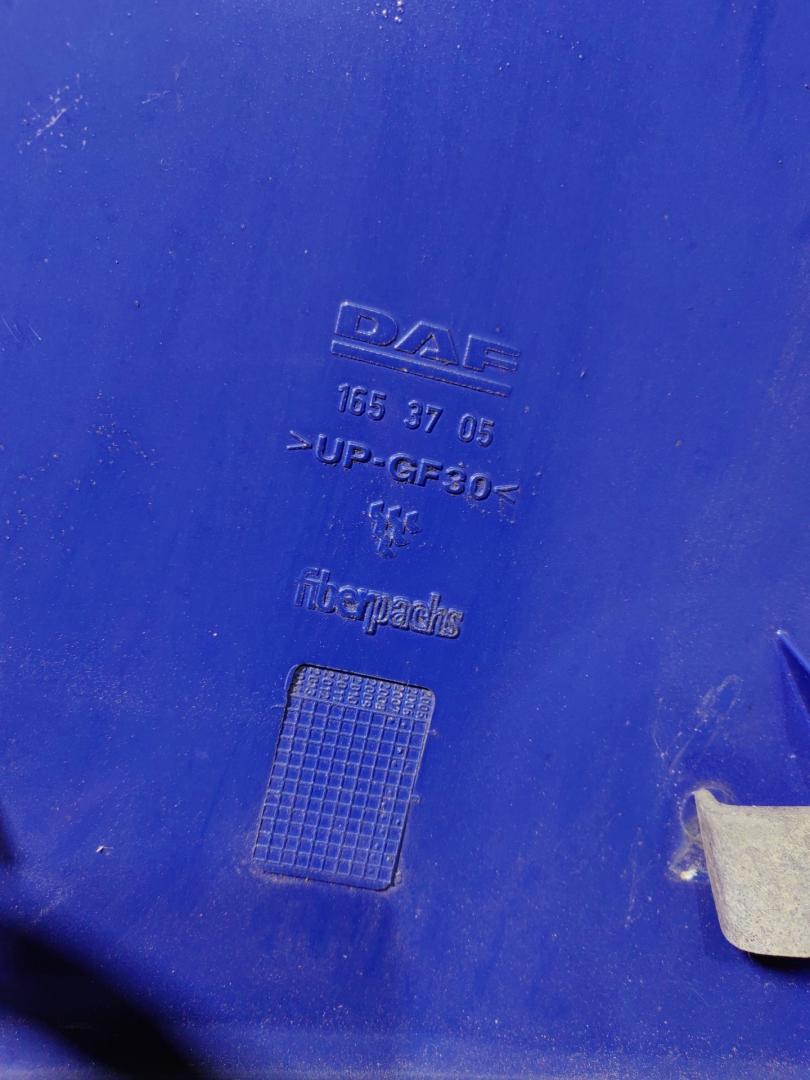 DAF
165 37 05
>UP-GF30<
fiberpachs